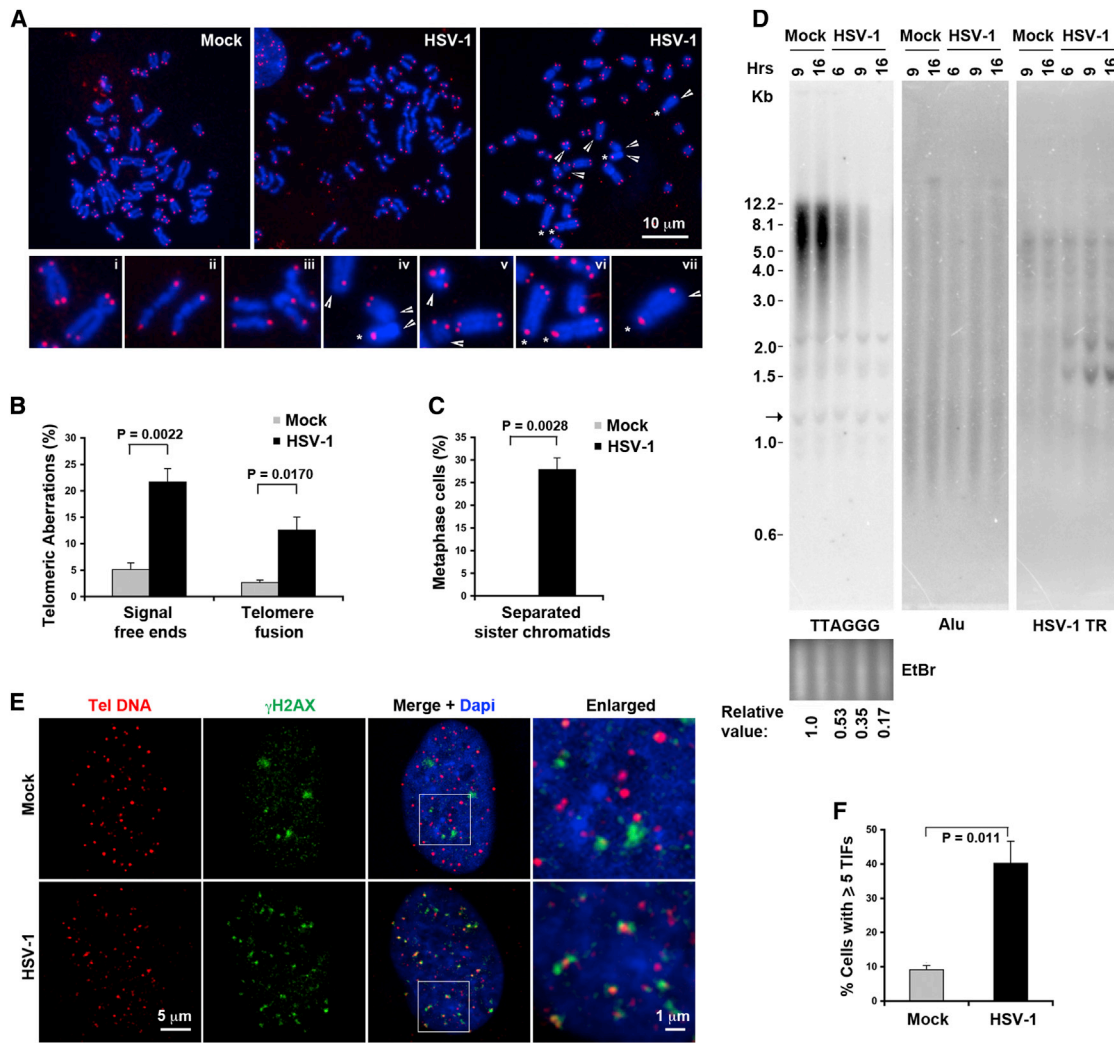 A
Mock
HSV-1
HSV-1
10 μm
i
ii
iii
iv
v
vi
vii
* 
B
Mock
HSV-1
Telomeric Aberrations (%)
30
25
20
15
10
5
0
P = 0.0022
P = 0.0170
Signal free ends
Telomere fusion
C
Mock
HSV-1
Metaphase cells (%)
35
30
25
20
15
10
5
0
P = 0.0028
Separated sister chromatids
D
Mock HSV-1 Mock HSV-1 Mock HSV-1
Hrs 9 16 6 9 16 9 16 6 9 16 9 16 6 9 16
Kb
12.2
8.1
5.0
4.0
3.0
2.0
1.5
1.0
0.6
TTAGGG
Alu
HSV-1 TR
EtBr
Relative value: 1.0 0.53 0.35 0.17
E
Tel DNA
γH2AX
Merge + Dapi
Enlarged
Mock
HSV-1
5 μm
1 μm
F
% Cells with ⩾ 5 TIFs
50
40
30
20
10
0
P = 0.011
Mock
HSV-1